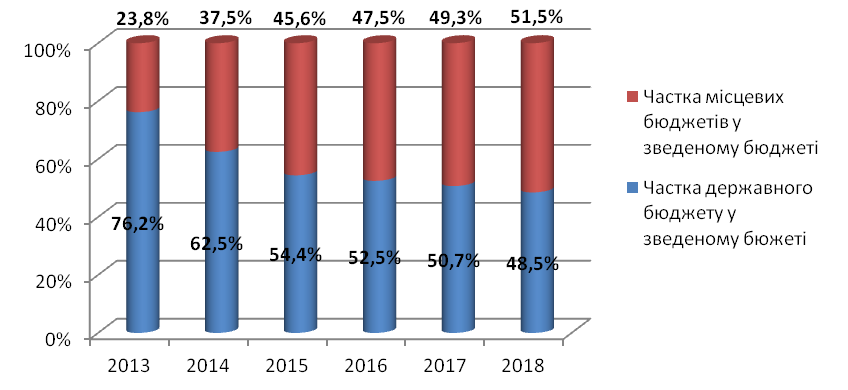 23,8% 37,5% 45,6% 47,5% 49,3% 51,5%
100%
80%
60%
40%
20%
0%
76,2% 62,5% 54,4% 52,5% 50,7% 48,5%
2013 2014 2015 2016 2017 2018
Частка місцевих
бюджетів у
зведеному бюджеті
Частка державного
бюджету у
зведеному бюжеті